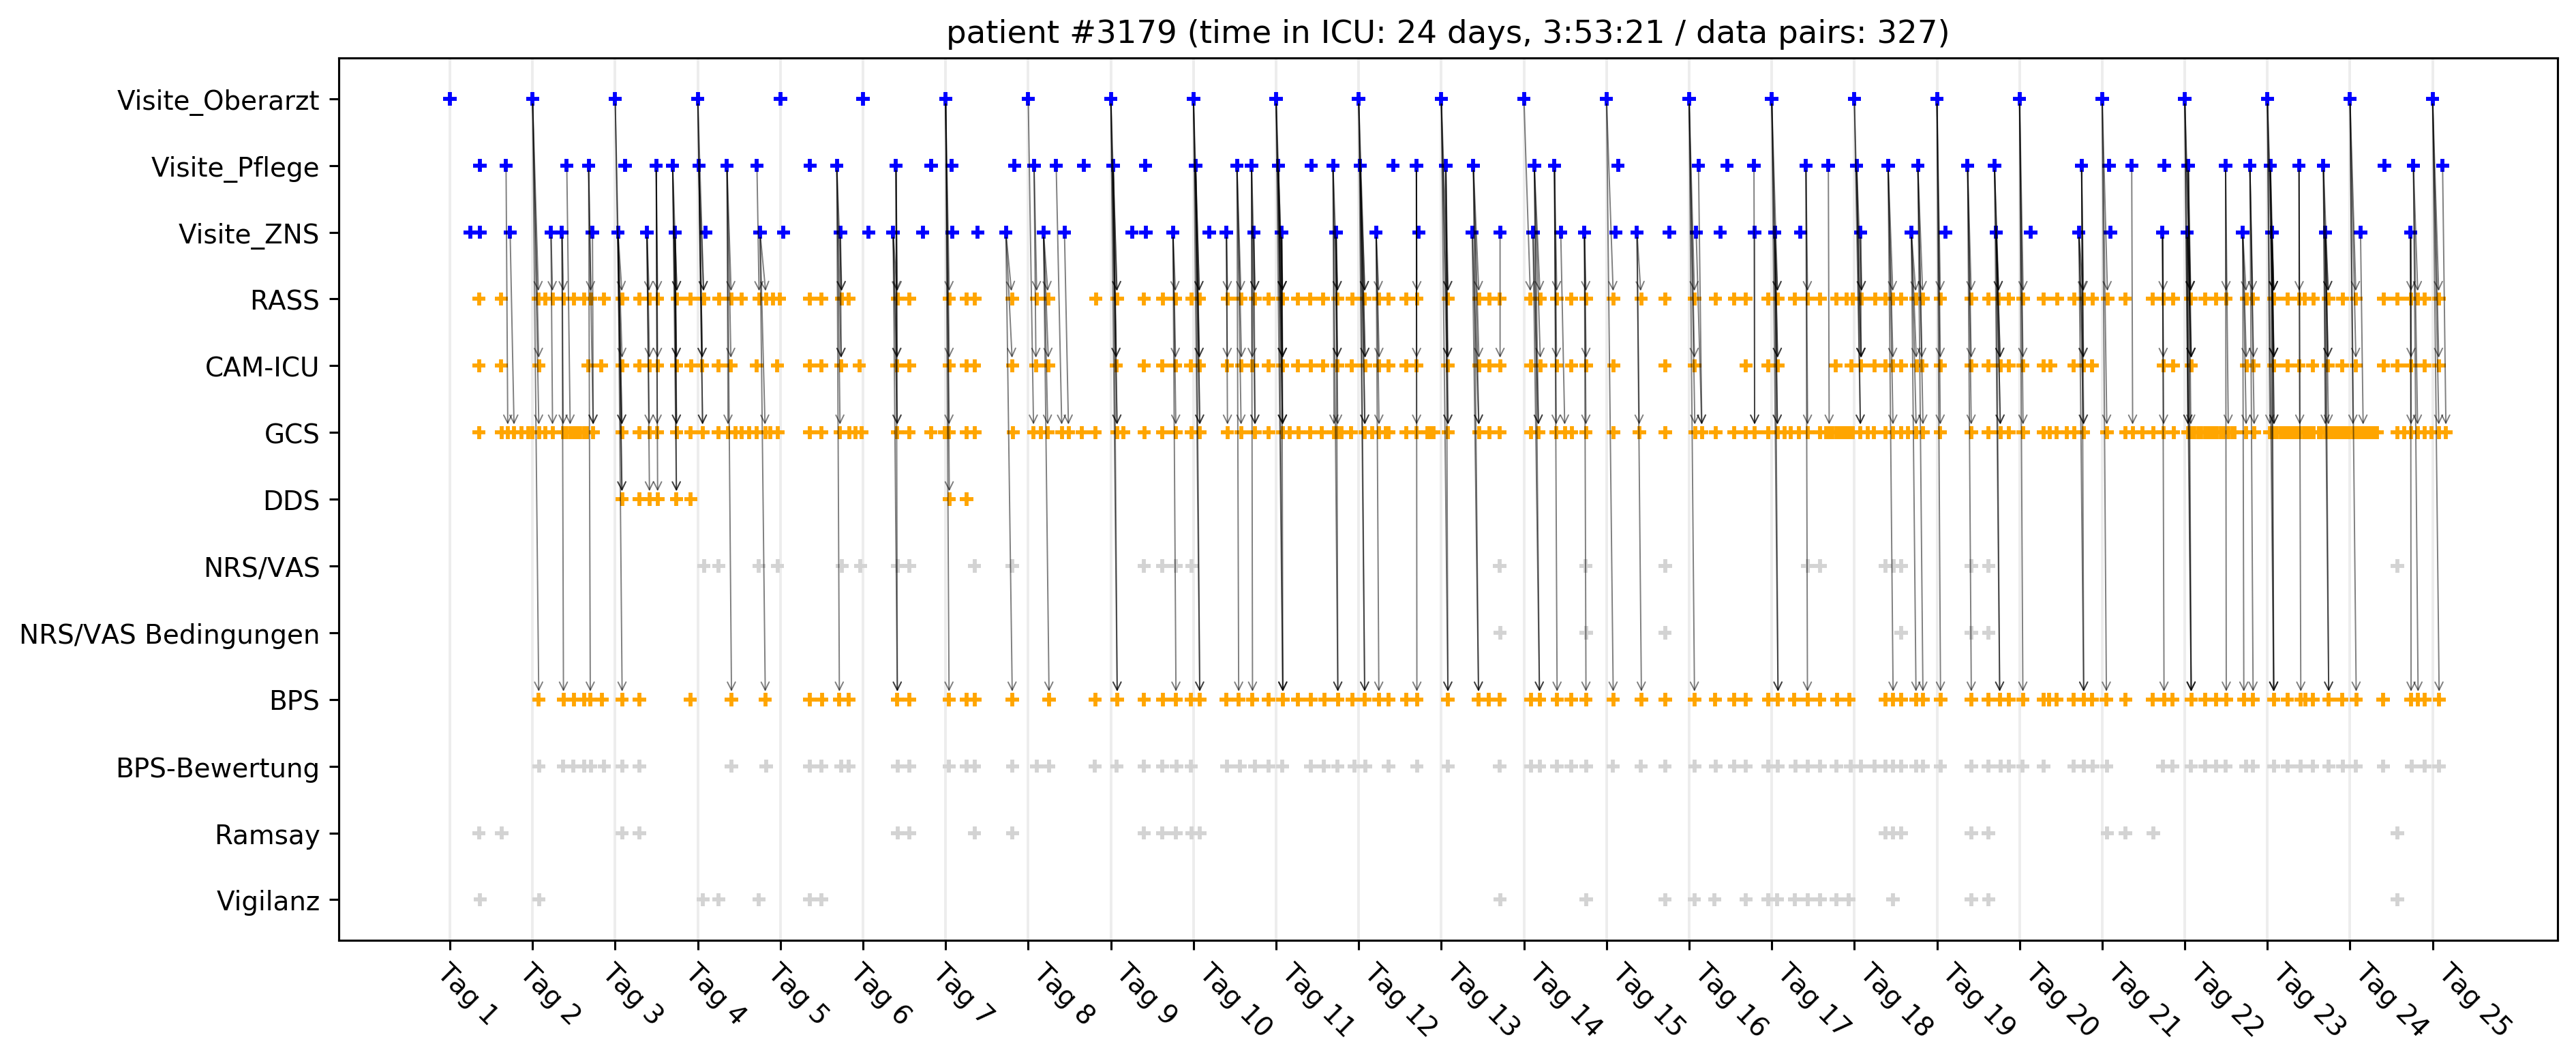 patient #3179 (time in ICU: 24 days, 3:53:21 / data pairs: 327)
Visite_Oberarzt
Visite_Pflege
Visite_ZNS
RASS
CAM-ICU
GCS
DDS
NRS/VAS
NRS/VAS Bedingungen
BPS
BPS-Bewertung
Ramsay
Vigilanz
Tag 1
Tag 2
Tag 3
Tag 4
Tag 5
Tag 6
Tag 7
Tag 8
Tag 9
Tag 10
Tag 11
Tag 12
Tag 13
Tag 14
Tag 15
Tag 16
Tag 17
Tag 18
Tag 19
Tag 20
Tag 21
Tag 22
Tag 23
Tag 24
Tag 25